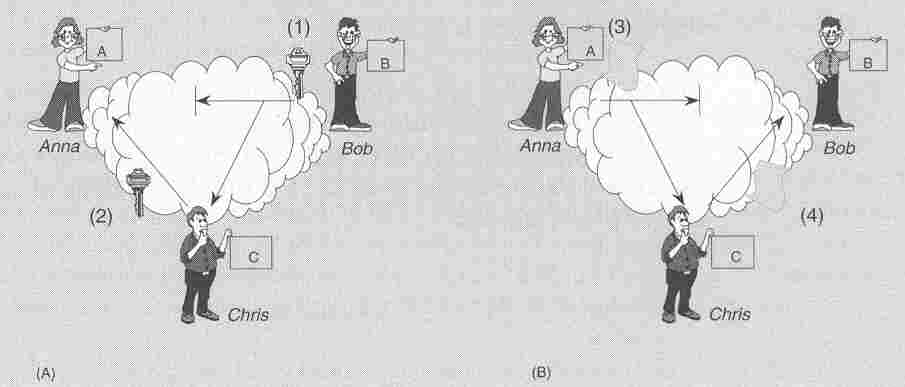 (1)
A
B
Anna
Bob
(2)
C
Chris
(A)
(3)
A
B
Anna
Bob
(4)
C
Chris
(B)